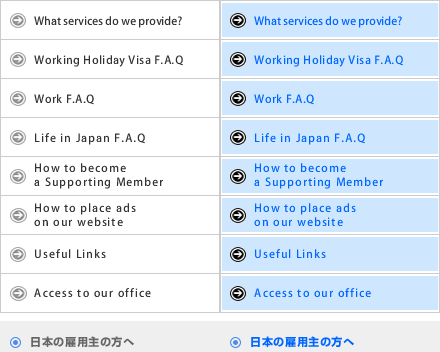 What services do we provide?
Working Holiday Visa F.A.Q
Work F.A.Q
Life in Japan F.A.Q
How to become
a Supporting Member
How to place ads
on our website
Useful Links
Access to our office
日本の雇用主の方へ
What services do we provide?
Working Holiday Visa F.A.Q
Work F.A.Q
Life in Japan F.A.Q
How to become
a Supporting Member
How to place ads
on our website
Useful Links
Access to our office
日本の雇用主の方へ